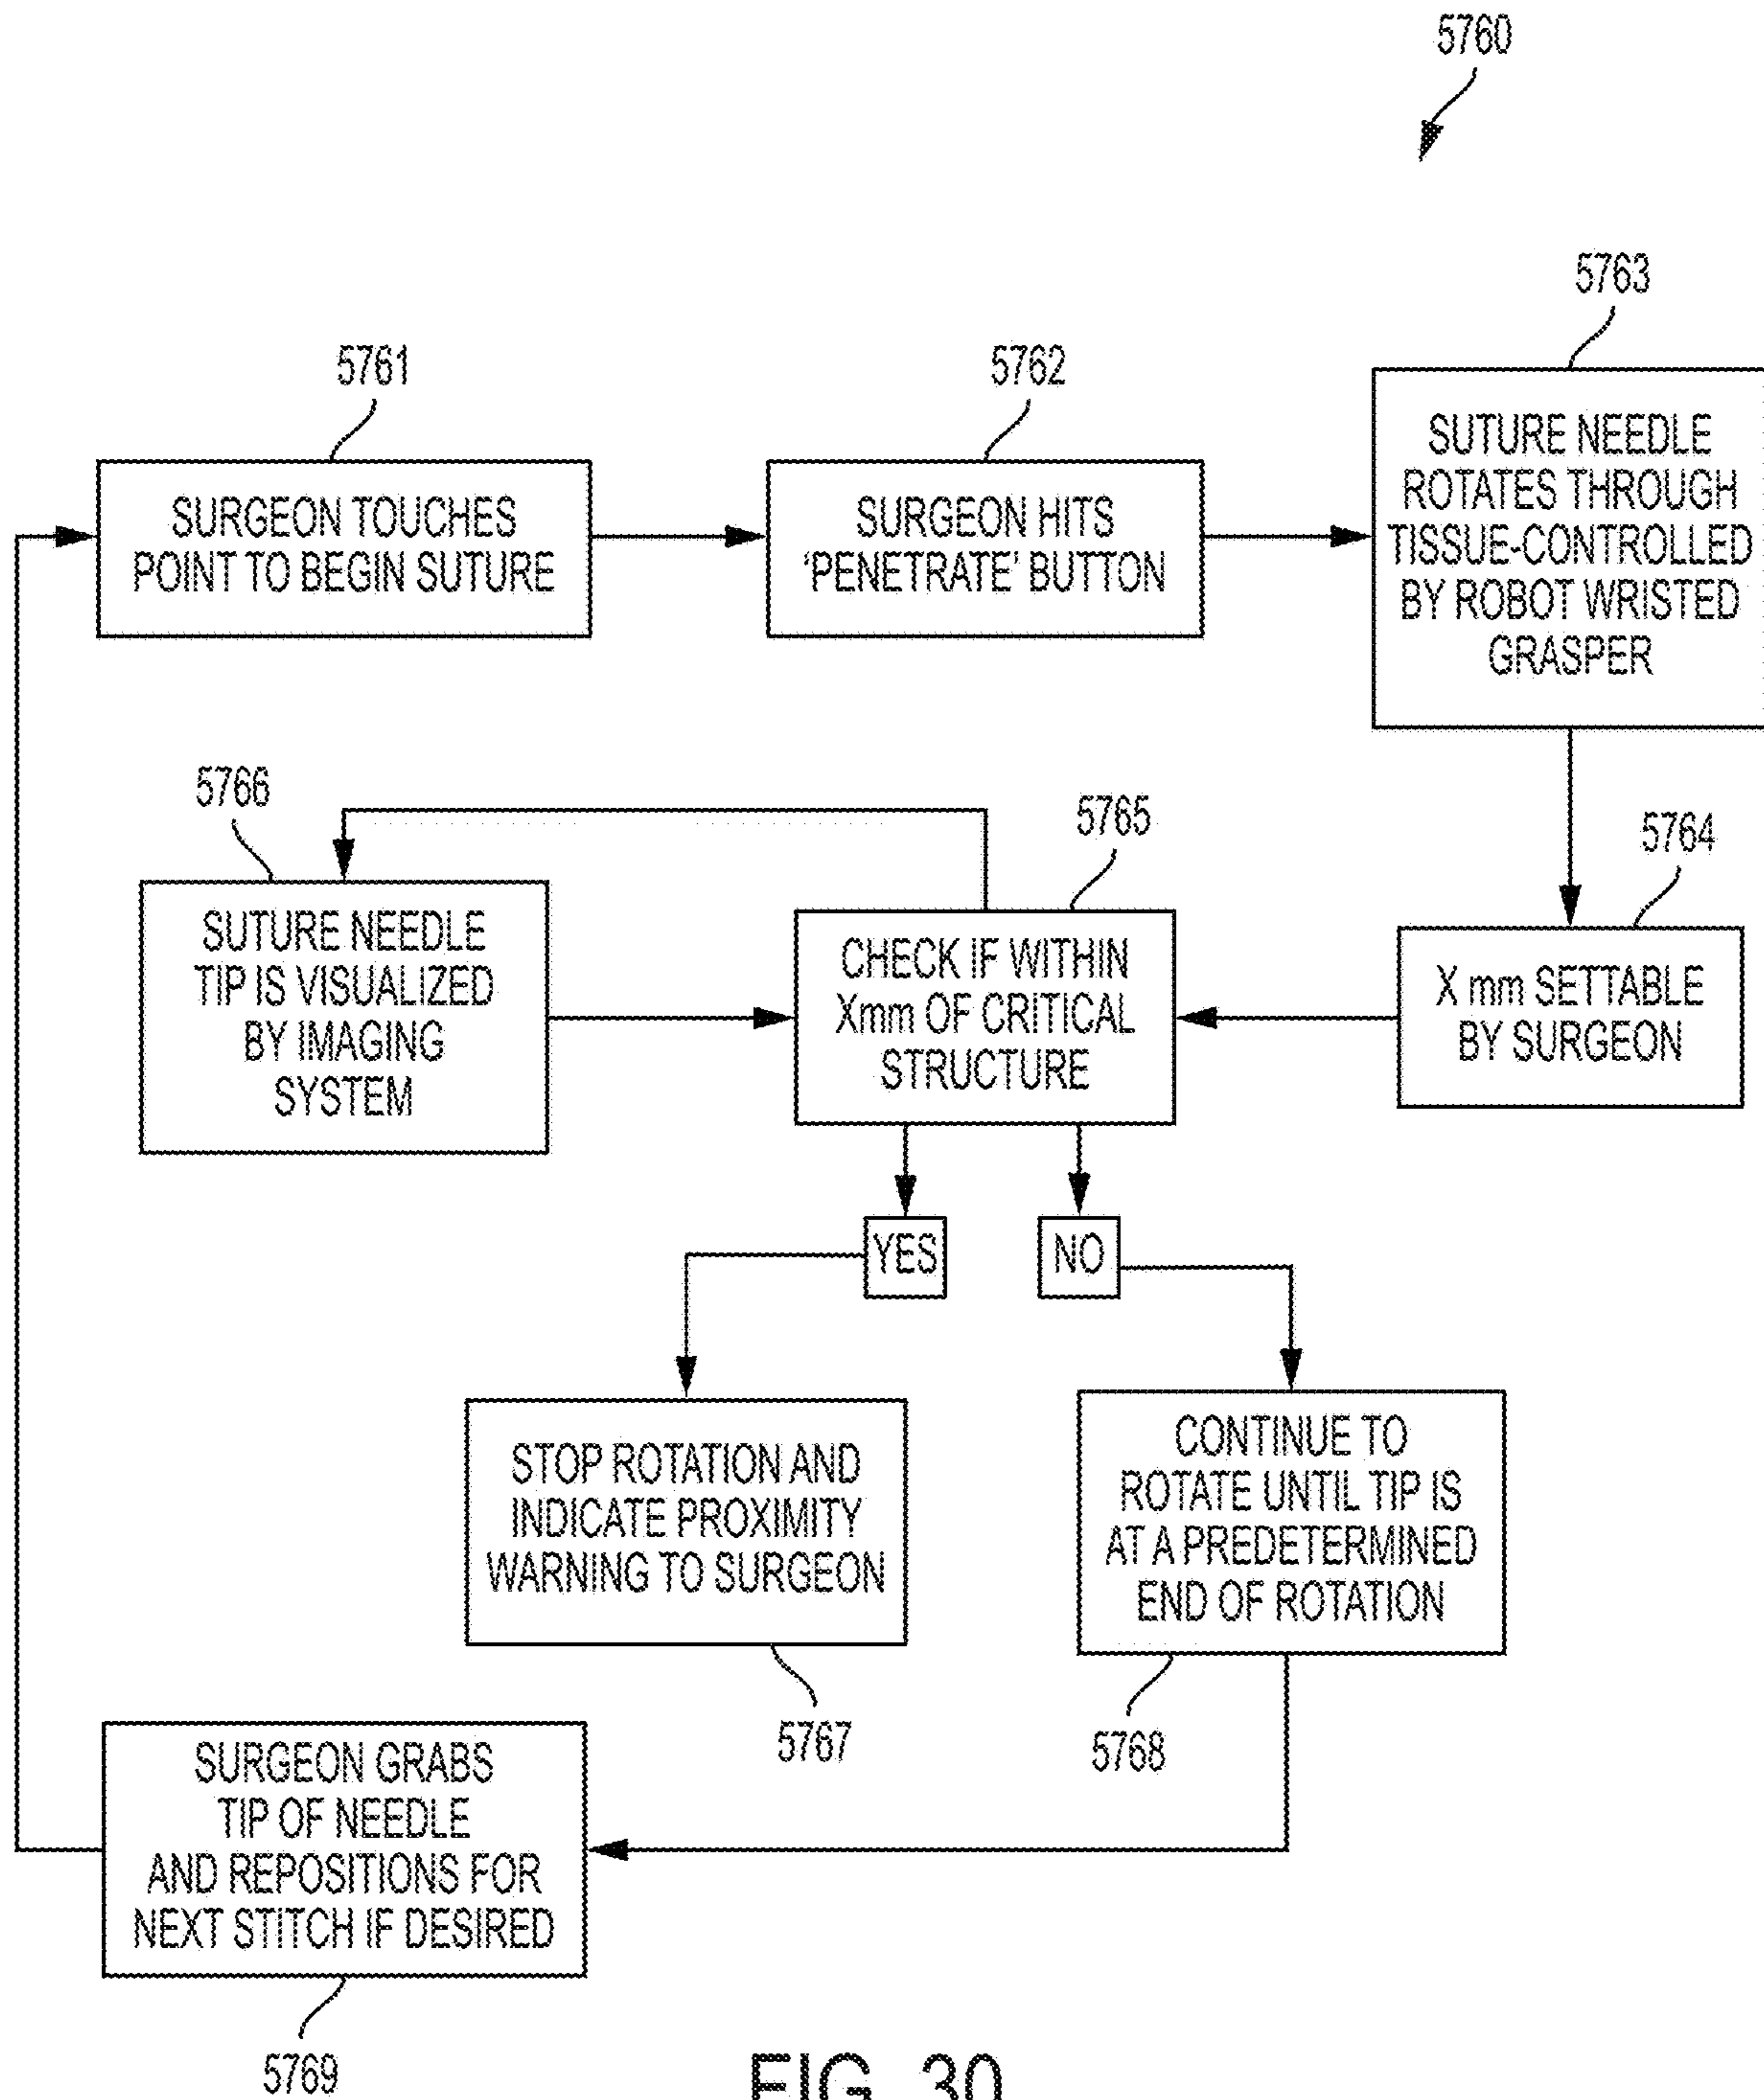 5760
5763
5761
5762
SURGEON TOUCHES
POINT TO BEGIN SUTURE
SURGEON HITS
'PENETRATE' BUTTON
SUTURE NEEDLE
ROTATES THROUGH
TISSUE-CONTROLLED
BY ROBOT WRISTED
GRASPER
5766
5765
5764
SUTURE NEEDLE
TIP IS VISUALIZED
BY IMAGING
SYSTEM
CHECK IF WITHIN
Xmm OF CRITICAL
STRUCTURE
X mm SETTABLE
BY SURGEON
YES
NO
STOP ROTATION AND
INDICATE PROXIMITY
WARNING TO SURGEON
CONTINUE TO
ROTATE UNTIL TIP IS
AT A PREDETERMINED
END OF ROTATION
5767
5768
SURGEON GRABS
TIP OF NEEDLE
AND REPOSITIONS FOR
NEXT STITCH IF DESIRED
5769
FIG. 30